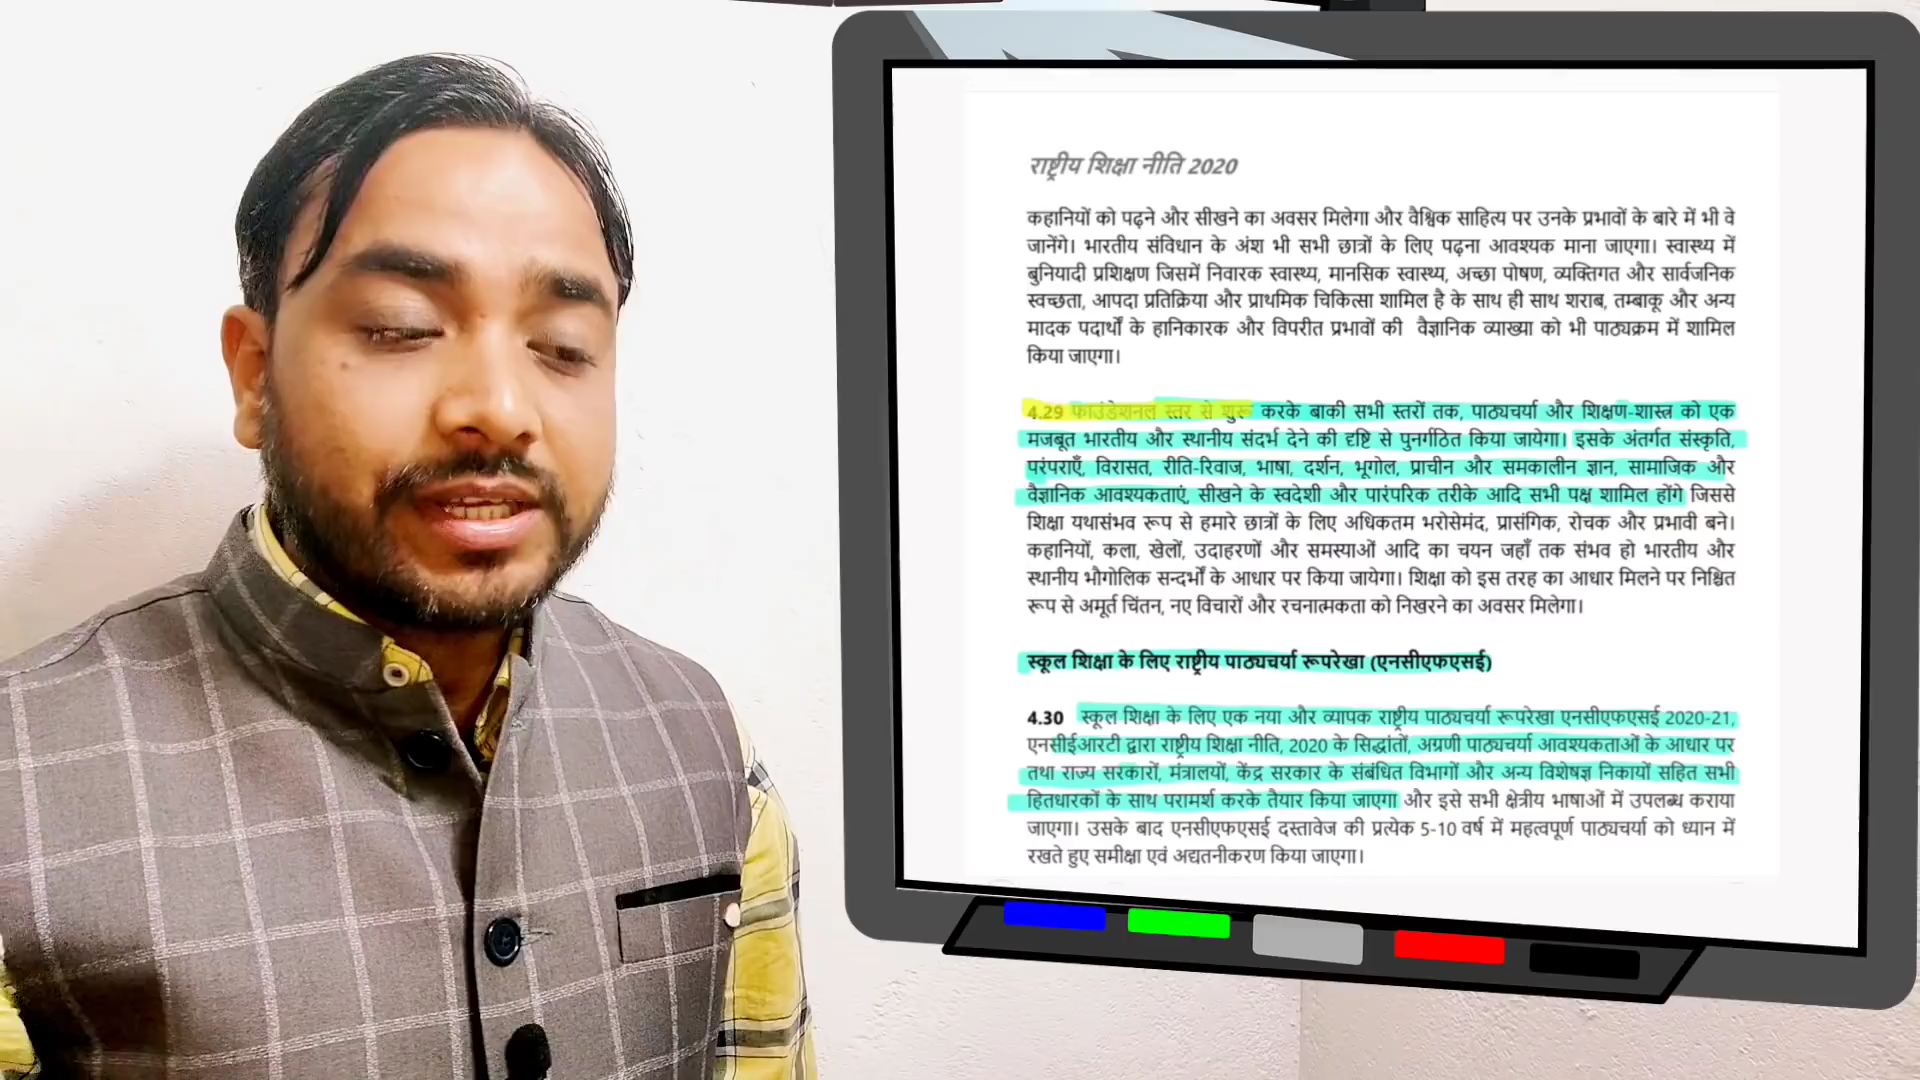 राष्ट्रीय शिक्षा नीति 2020
कहानियों को पढ़ने और सीखने का अवसर मिलेगा और वैश्विक साहित्य पर उनके प्रभावों के बारे में भी वे
जानेंगे। भारतीय संविधान के अंश भी सभी छात्रों के लिए पढ़ना आवश्यक माना जाएगा। स्वास्थ्य में
बुनियादी प्रशिक्षण जिसमें निवारक स्वास्थ्य, मानसिक स्वास्थ्य, अच्छा पोषण, व्यक्तिगत और सार्वजनिक
स्वच्छता, आपदा प्रतिक्रिया और प्राथमिक चिकित्सा शामिल है के साथ ही साथ शराब, तम्बाकू और अन्य
मादक पदार्थों के हानिकारक और विपरीत प्रभावों की वैज्ञानिक व्याख्या को भी पाठ्यक्रम में शामिल
किया जाएगा।
4.29 फाउंडेशनल स्तर से शुरू करके बाकी सभी स्तरों तक, पाठ्यचर्या और शिक्षण-शास्त्र को एक
मजबूत भारतीय और स्थानीय संदर्भ देने की दृष्टि से पुनर्गठित किया जायेगा। इसके अंतर्गत संस्कृति,
परंपराएँ, विरासत, रीति-रिवाज, भाषा, दर्शन, भूगोल, प्राचीन और समकालीन ज्ञान, सामाजिक और
वैज्ञानिक आवश्यकताएं, सीखने के स्वदेशी और पारंपरिक तरीके आदि सभी पक्ष शामिल होंगे जिससे
शिक्षा यथासंभव रूप से हमारे छात्रों के लिए अधिकतम भरोसेमंद, प्रासंगिक, रोचक और प्रभावी बने।
कहानियों, कला, खेलों, उदाहरणों और समस्याओं आदि का चयन जहाँ तक संभव हो भारतीय और
स्थानीय भौगोलिक सन्दर्भों के आधार पर किया जायेगा। शिक्षा को इस तरह का आधार मिलने पर निश्चित
रूप से अमूर्त चिंतन, नए विचारों और रचनात्मकता को निखरने का अवसर मिलेगा।
स्कूल शिक्षा के लिए राष्ट्रीय पाठ्यचर्या रूपरेखा (एनसीएफएसई)
4.30 स्कूल शिक्षा के लिए एक नया और व्यापक राष्ट्रीय पाठ्यचर्या रूपरेखा एनसीएफएसई 2020-21,
एनसीईआरटी द्वारा राष्ट्रीय शिक्षा नीति, 2020 के सिद्धांतों, अग्रणी पाठ्यचर्या आवश्यकताओं के आधार पर
तथा राज्य सरकारों, मंत्रालयों, केंद्र सरकार के संबंधित विभागों और अन्य विशेषज्ञ निकायों सहित सभी
हितधारकों के साथ परामर्श करके तैयार किया जाएगा और इसे सभी क्षेत्रीय भाषाओं में उपलब्ध कराया
जाएगा। उसके बाद एनसीएफएसई दस्तावेज की प्रत्येक 5-10 वर्ष में महत्वपूर्ण पाठ्यचर्या को ध्यान में
रखते हुए समीक्षा एवं अद्यतनीकरण किया जाएगा।